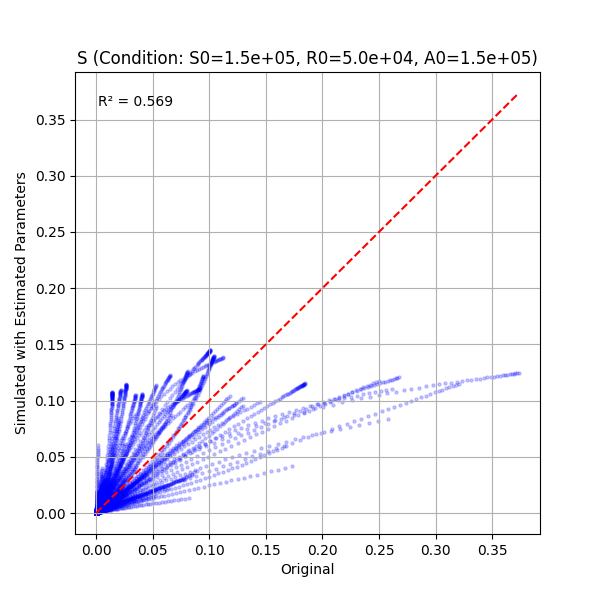 S (Condition: S0=1.5e+05, R0=5.0e+04, A0=1.5e+05)
R² = 0.569
0.35
0.30
0.25
0.20
0.15
0.10
0.05
0.00
Simulated with Estimated Parameters
0.00 0.05 0.10 0.15 0.20 0.25 0.30 0.35
Original